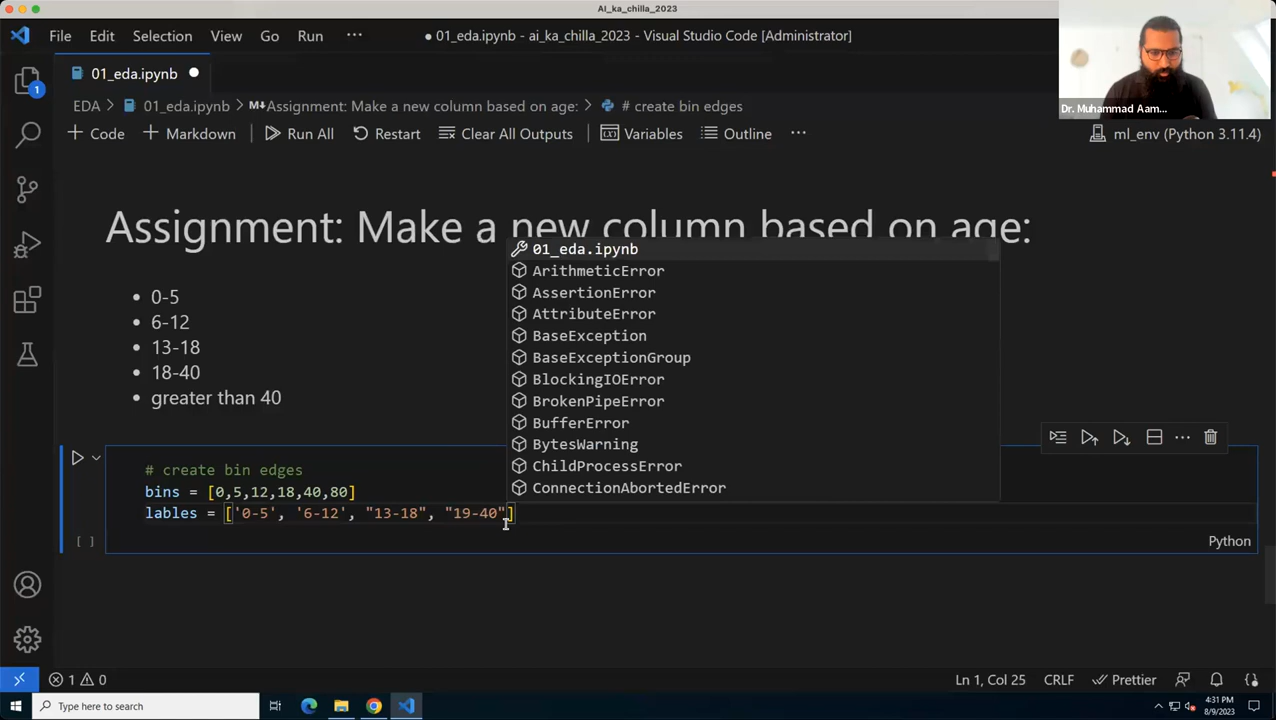 AI_ka_chilla_2023
File Edit Selection View Go Run ··· ● 01_eda.ipynb - ai_ka_chilla_2023 - Visual Studio Code [Administrator]
Dr. Muhammad Aam...
1
01_eda.ipynb ●
EDA > 01_eda.ipynb > M↓Assignment: Make a new column based on age: > # create bin edges
+ Code + Markdown Run All Restart Clear All Outputs (x) Variables Outline ··· ml_env (Python 3.11.4)
Assignment: Make a new column based on age:
• 0-5
• 6-12
• 13-18
• 18-40
• greater than 40
01_eda.ipynb
ArithmeticError
AssertionError
AttributeError
BaseException
BaseExceptionGroup
BlockingIOError
BrokenPipeError
BufferError
BytesWarning
ChildProcessError
ConnectionAbortedError
# create bin edges
bins = [0,5,12,18,40,80]
lables = ['0-5', '6-12', "13-18", "19-40"]
[ ]
Python
1 0 Ln 1, Col 25 CRLF Prettier
Type here to search
4:31 PM
8/9/2023